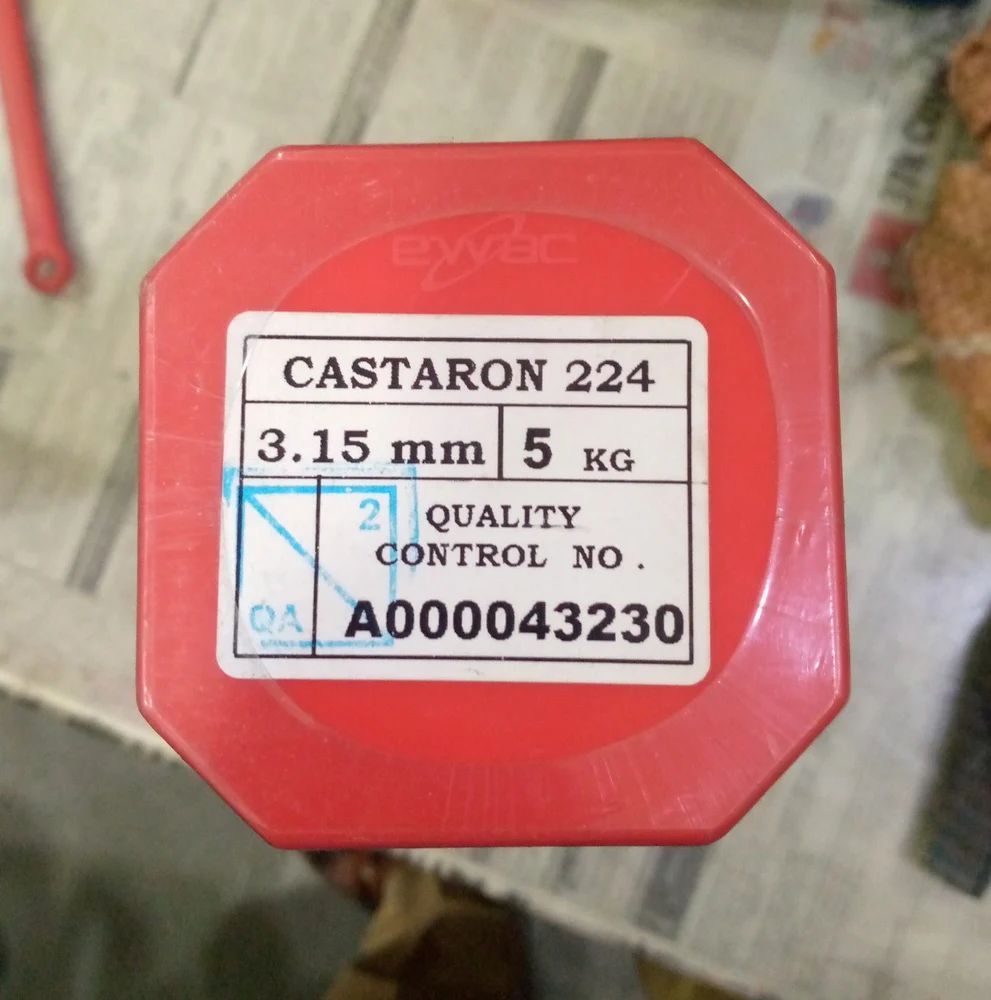 ewac
CASTARON 224
3.15 mm 5 KG
2 QUALITY
CONTROL NO .
QA A000043230